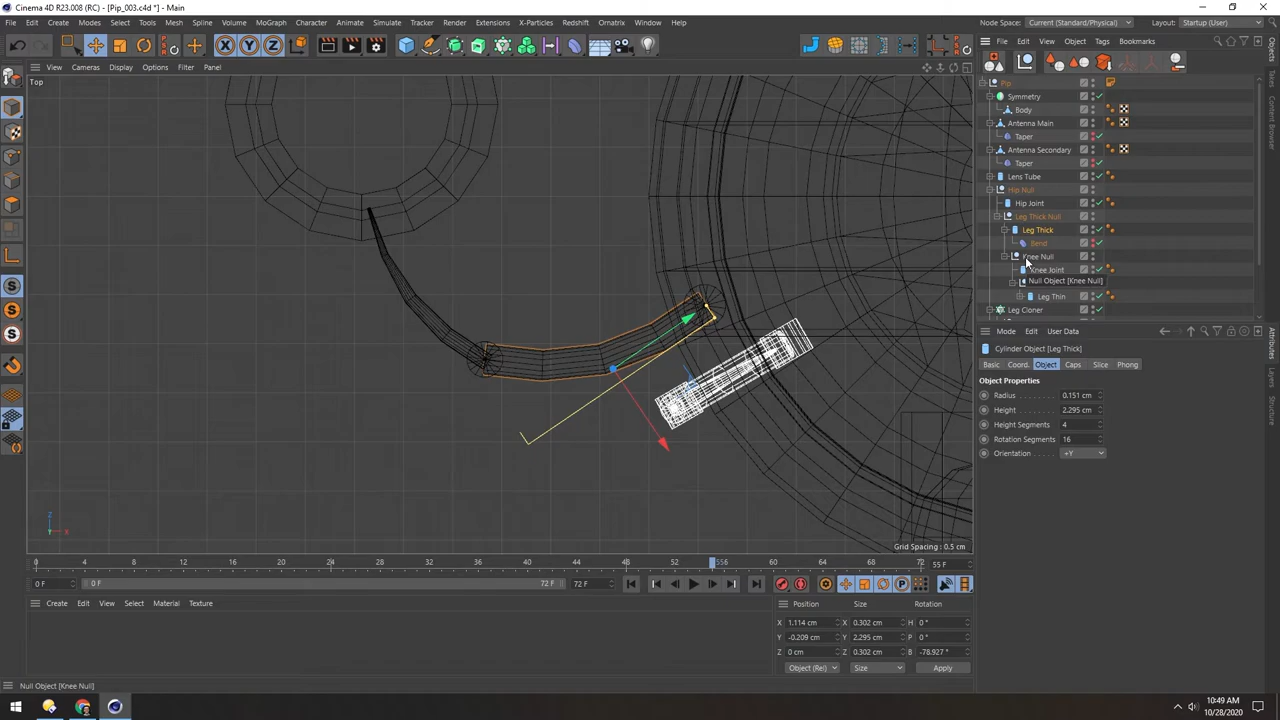 Cinema 4D R23.008 (RC) - [Pip_003.c4d *] - Main
File Edit Create Modes Select Tools Mesh Spline Volume MoGraph Character Animate Simulate Tracker Render Extensions X-Particles Redshift Ornatrix Window Help
Node Space: Current (Standard/Physical) Layout: Startup (User)
File Edit View Object Tags Bookmarks
View Cameras Display Options Filter Panel
Top
Pip
Symmetry
Body
Antenna Main
Taper
Antenna Secondary
Taper
Lens Tube
Hip Null
Hip Joint
Leg Thick Null
Leg Thick
Bend
Knee Null
Knee Joint
Null Object [Knee Null]
Leg Thin
Leg Cloner
Objects
Takes
Content Browser
Attributes
Structure
Mode Edit User Data
Cylinder Object [Leg Thick]
Basic Coord. Object Caps Slice Phong
Object Properties
Radius 0.151 cm
Height 2.295 cm
Height Segments 4
Rotation Segments 16
Orientation +Y
Z
Y X
Grid Spacing : 0.5 cm
0 4 8 12 16 20 24 28 32 36 40 44 48 52 556 60 64 68 72 55 F
0 F 0 F 72 F 72 F
Create Edit View Select Material Texture
Position Size Rotation
X 1.114 cm X 0.302 cm H 0 °
Y -0.209 cm Y 2.295 cm P 0 °
Z 0 cm Z 0.302 cm B -78.927 °
Object (Rel) Size Apply
Null Object [Knee Null]
10:49 AM
10/28/2020